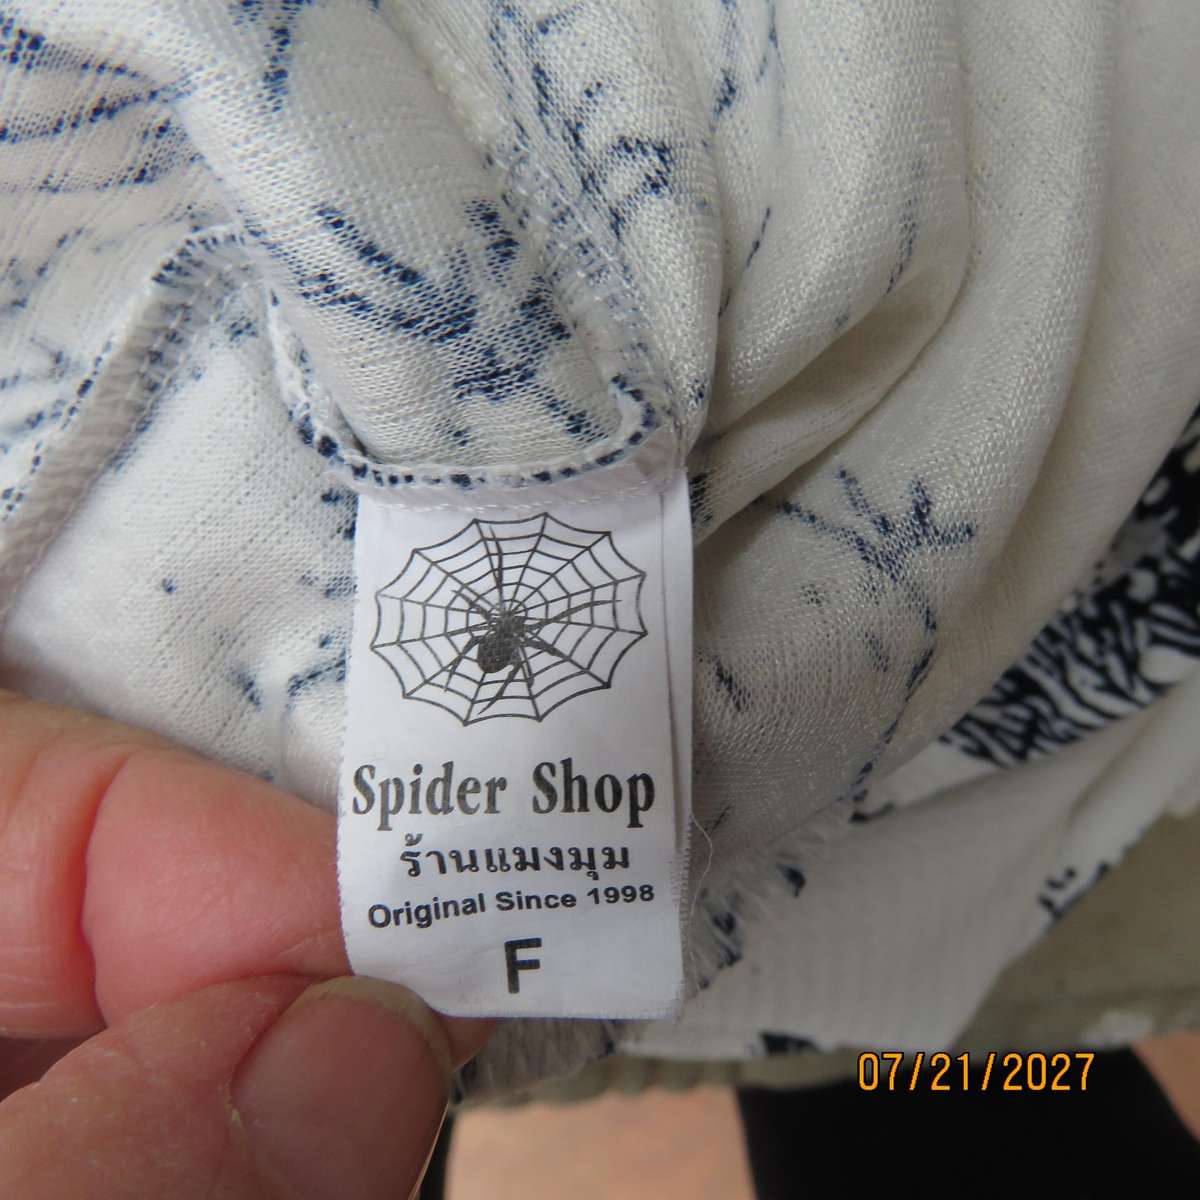 Spider Shop
ร้านแมงมุม
Original Since 1998
F
07/21/2027